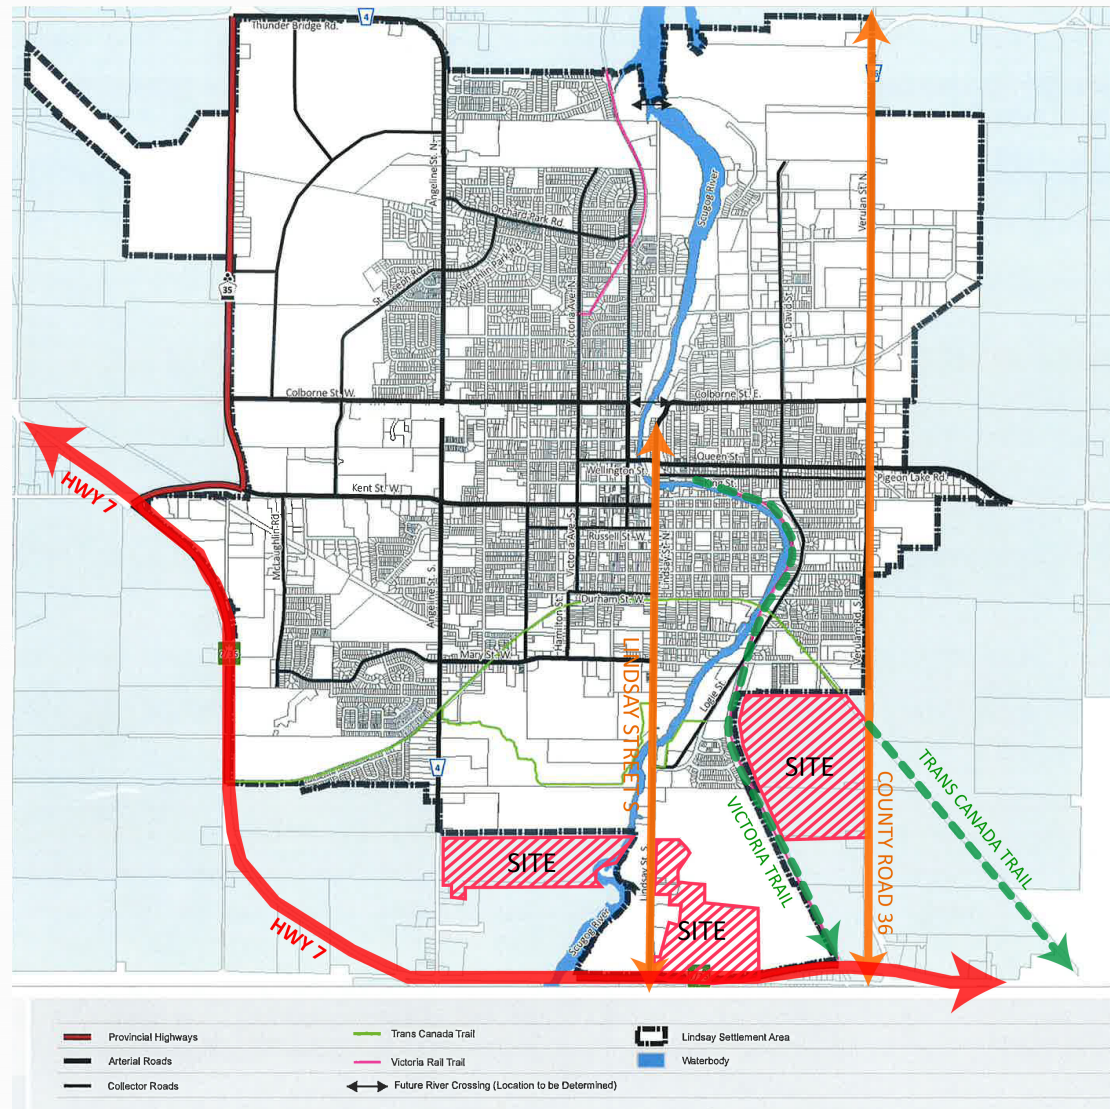 Thunder Bridge Rd.
4
Angeline St. N.
Orchard Park Rd.
Northlin Park Rd.
St. Joseph Rd.
Scugog River
Verulam St. N.
St. David St.
Victoria Ave. N.
35
Colborne St. W.
Colborne St. E.
Queen St.
Wellington St.
King St.
Pigeon Lake Rd.
HWY 7
Kent St. W.
McLaughlin Rd.
Angeline St. S.
Victoria Ave. S.
Russell St. W.
Lindsay St. N.
Durham St. W.
Hamilton St.
Mary St. W.
Verulam Rd. S.
Logie St.
LINDSAY STREET S
4
SITE
TRANS CANADA TRAIL
VICTORIA TRAIL
COUNTY ROAD 36
SITE
Lindsay St. S.
SITE
HWY 7
Scugog River
Provincial Highways
Trans Canada Trail
Lindsay Settlement Area
Arterial Roads
Victoria Rail Trail
Waterbody
Collector Roads
Future River Crossing (Location to be Determined)